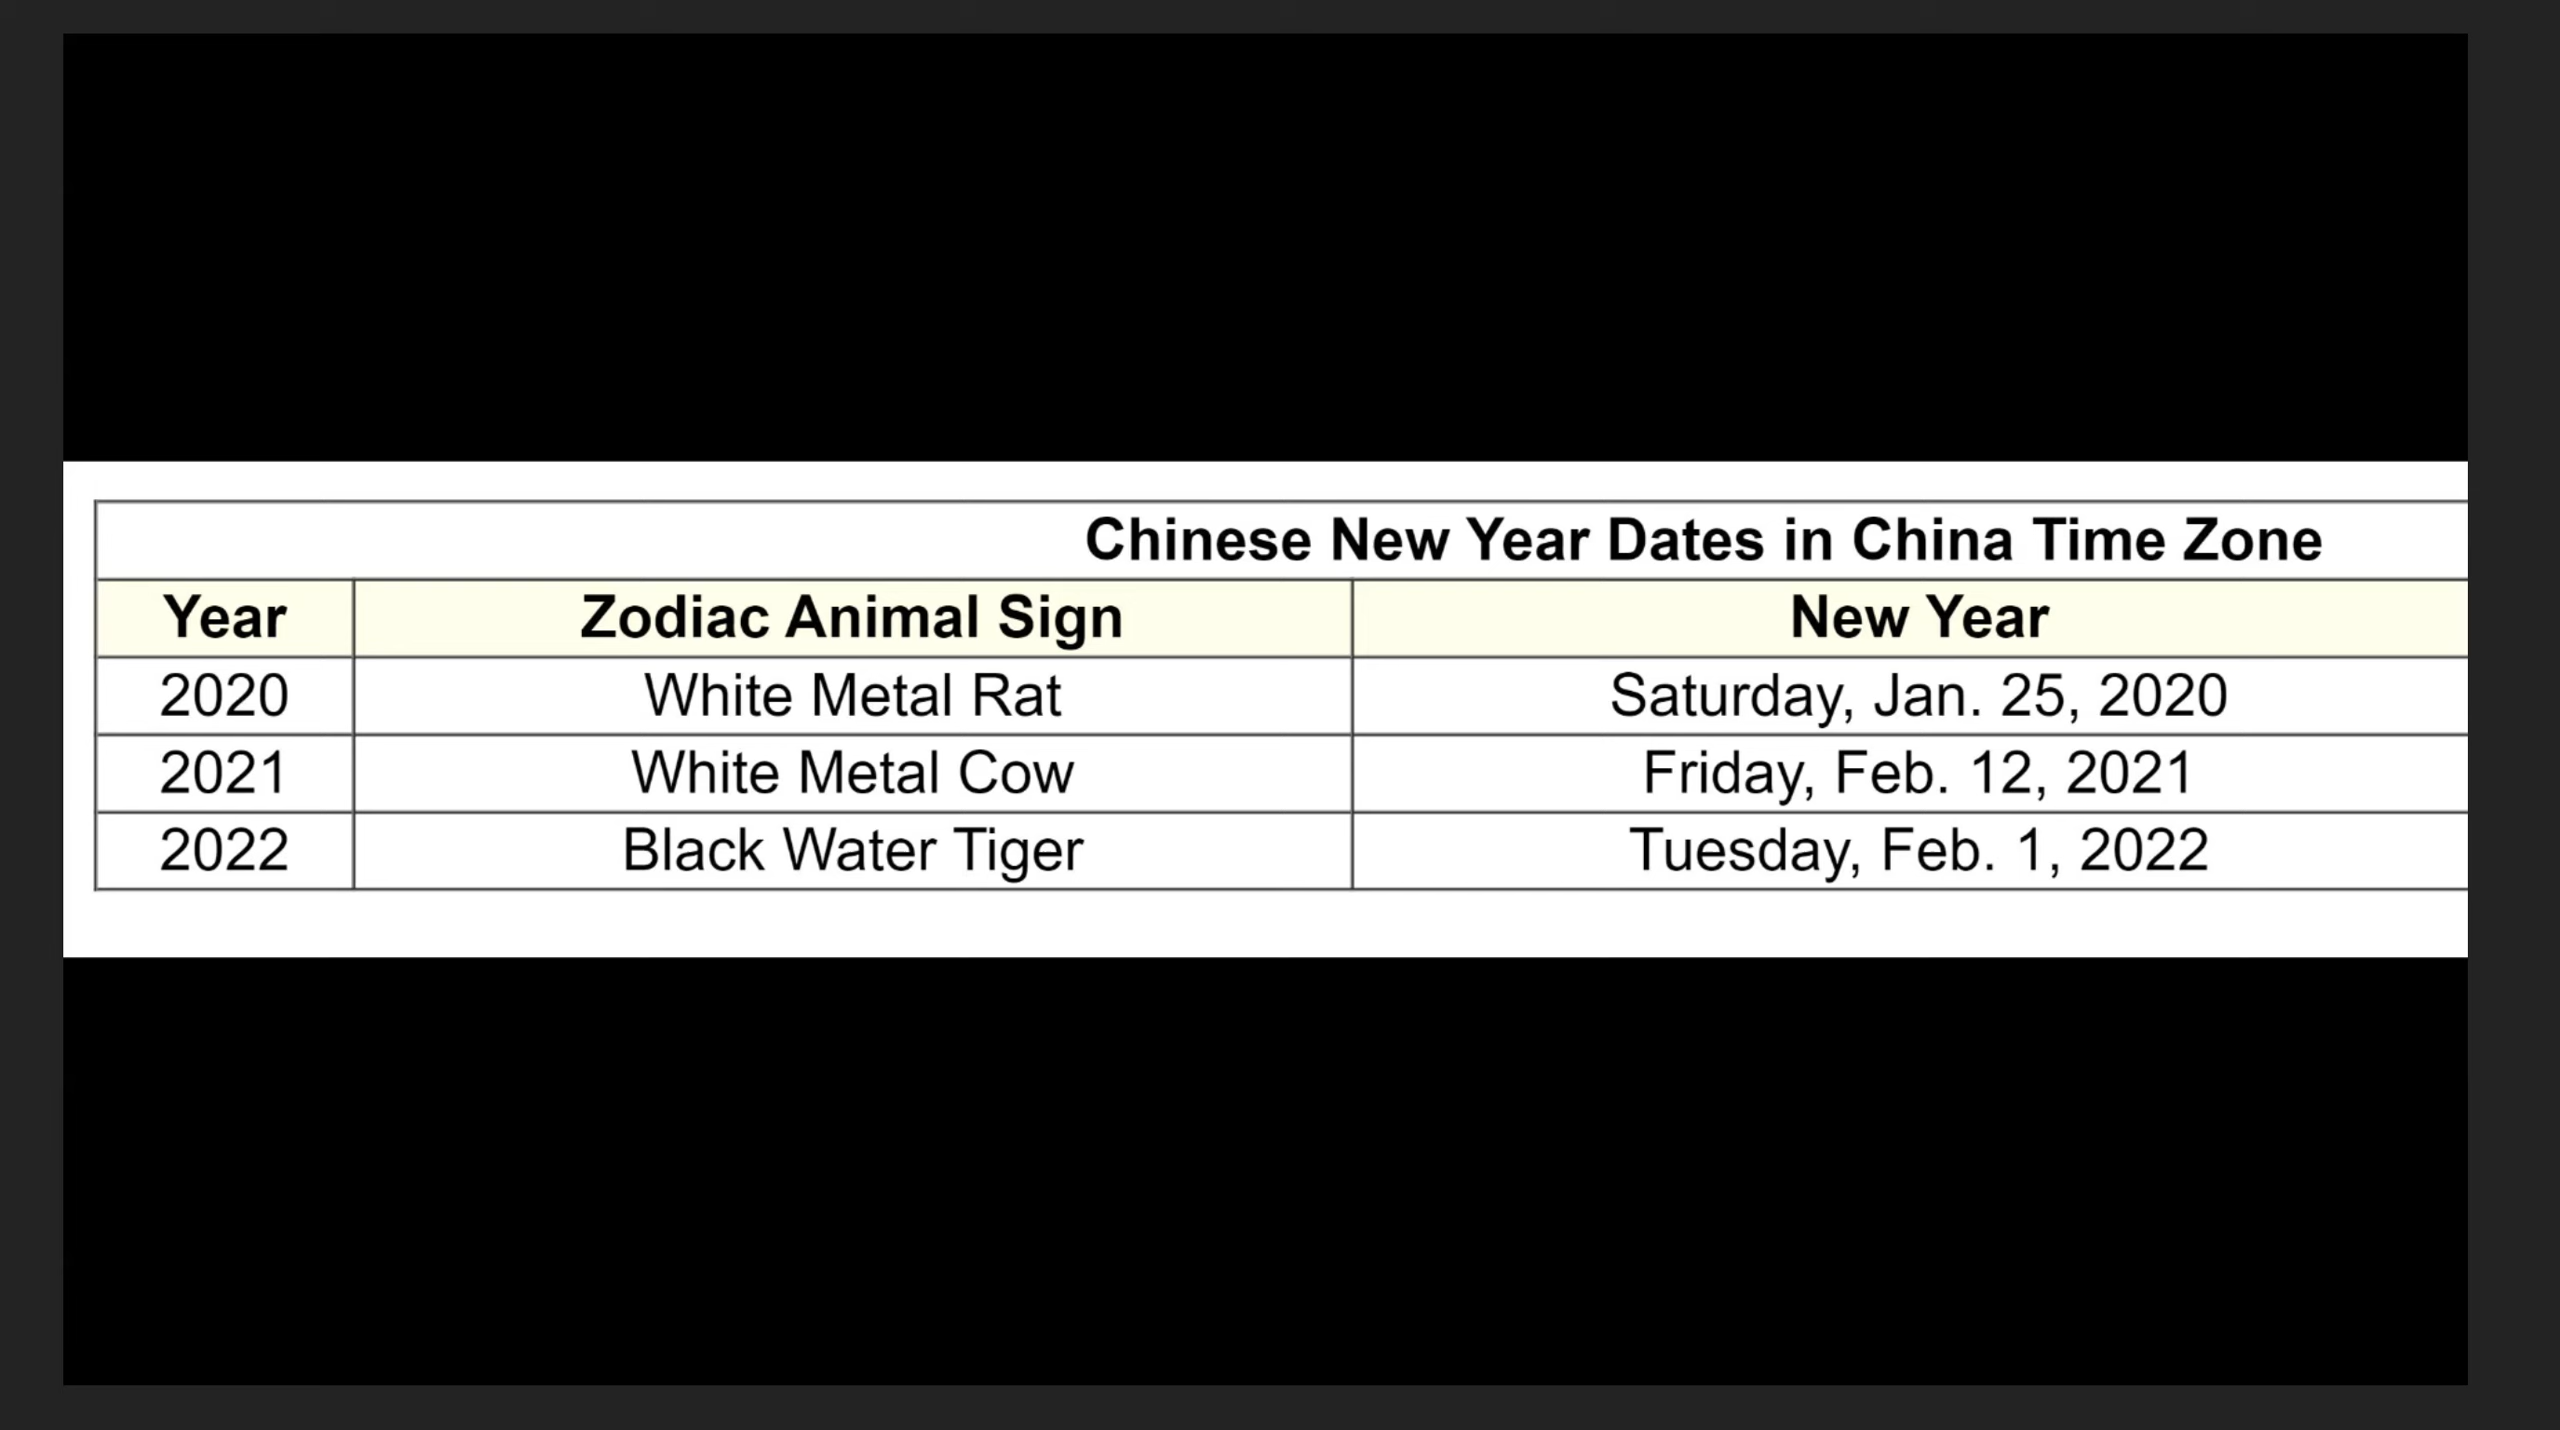 Chinese New Year Dates in China Time Zone
Year Zodiac Animal Sign New Year
2020 White Metal Rat Saturday, Jan. 25, 2020
2021 White Metal Cow Friday, Feb. 12, 2021
2022 Black Water Tiger Tuesday, Feb. 1, 2022